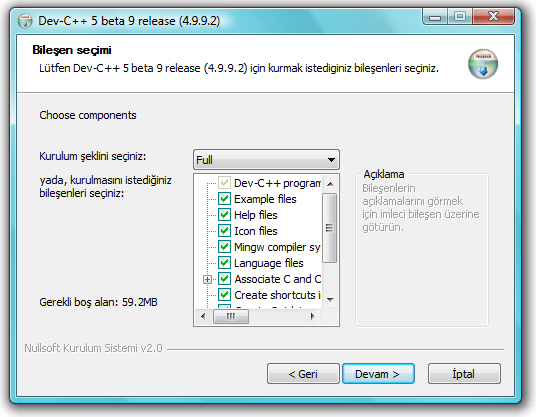 Dev-C++ 5 beta 9 release (4.9.9.2)
Bileşen seçimi
Lütfen Dev-C++ 5 beta 9 release (4.9.9.2) için kurmak istediginiz bileşenleri seçiniz.
Choose components
Kurulum şeklini seçiniz:
Full
yada, kurulmasını istediğiniz
bileşenleri seçiniz:
Dev-C++ program
Example files
Help files
Icon files
Mingw compiler sy
Language files
Associate C and C
Create shortcuts i
Açıklama
Bileşenlerin
açıklamalarını görmek
için imleci bileşen üzerine
götürün.
Gerekli boş alan: 59.2MB
Nullsoft Kurulum Sistemi v2.0
< Geri
Devam >
İptal